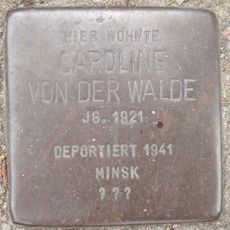 HIER WOHNTE
CAROLINE
VON DER WALDE
JG. 1921
DEPORTIERT 1941
MINSK
? ? ?